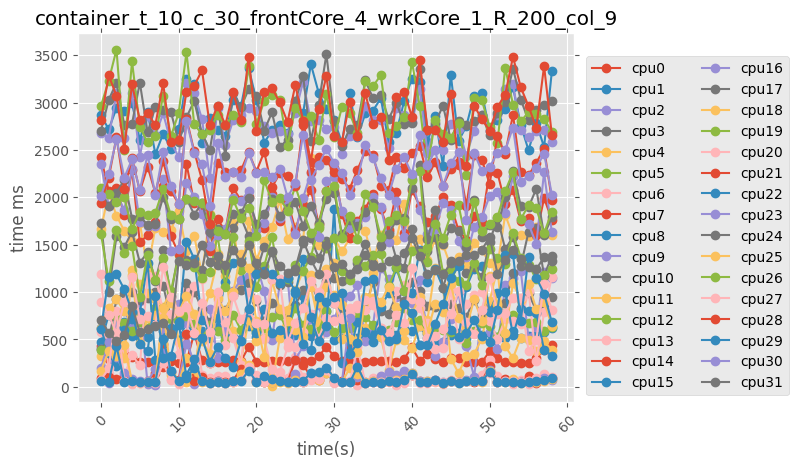 container_t_10_c_30_frontCore_4_wrkCore_1_R_200_col_9
time ms
3500
3000
2500
2000
1500
1000
500
0
0
10
20
30
40
50
60
time(s)
cpu0
cpu1
cpu2
cpu3
cpu4
cpu5
cpu6
cpu7
cpu8
cpu9
cpu10
cpu11
cpu12
cpu13
cpu14
cpu15
cpu16
cpu17
cpu18
cpu19
cpu20
cpu21
cpu22
cpu23
cpu24
cpu25
cpu26
cpu27
cpu28
cpu29
cpu30
cpu31